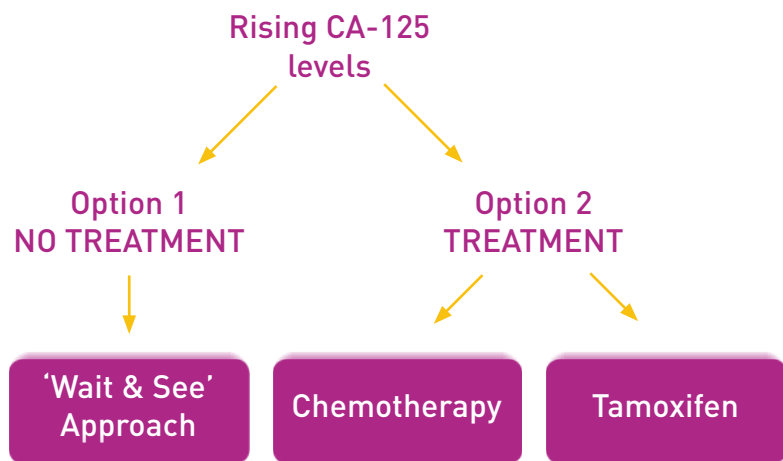 Rising CA-125
levels
Option 1
NO TREATMENT
Option 2
TREATMENT
‘Wait & See’
Approach
Chemotherapy
Tamoxifen